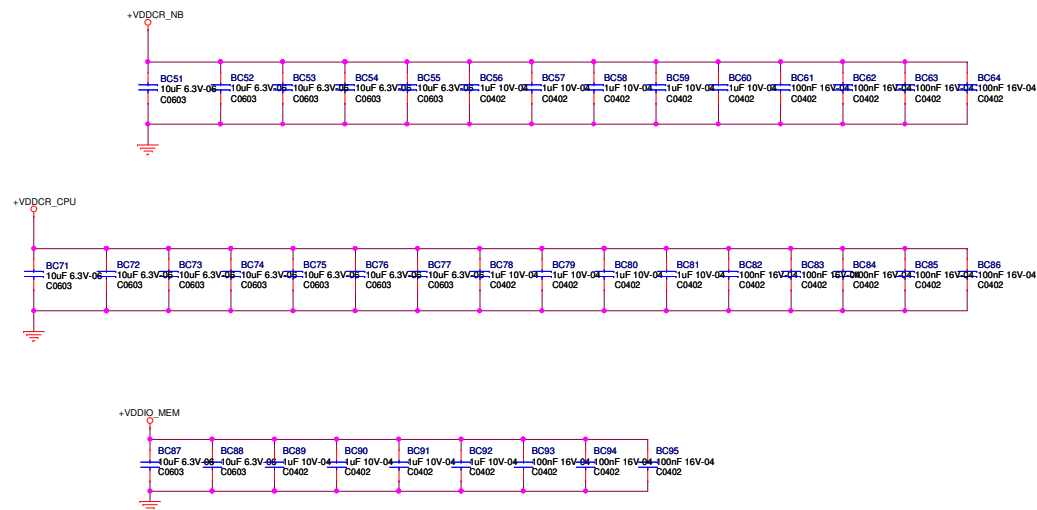 +VDDCR_NB
BC51 BC52 BC53 BC54 BC55 BC56 BC57 BC58 BC59 BC60 BC61 BC62 BC63 BC64
10uF 6.3V-06 10uF 6.3V-06 10uF 6.3V-06 10uF 6.3V-06 10uF 6.3V-06 1uF 10V-04 1uF 10V-04 1uF 10V-04 1uF 10V-04 1uF 10V-04 100nF 16V-04 100nF 16V-04 100nF 16V-04 100nF 16V-04
C0603 C0603 C0603 C0603 C0603 C0402 C0402 C0402 C0402 C0402 C0402 C0402 C0402 C0402
+VDDCR_CPU
BC71 BC72 BC73 BC74 BC75 BC76 BC77 BC78 BC79 BC80 BC81 BC82 BC83 BC84 BC85 BC86
10uF 6.3V-06 10uF 6.3V-06 10uF 6.3V-06 10uF 6.3V-06 10uF 6.3V-06 10uF 6.3V-06 10uF 6.3V-06 1uF 10V-04 1uF 10V-04 1uF 10V-04 1uF 10V-04 100nF 16V-04 100nF 16V-04 100nF 16V-04 100nF 16V-04 100nF 16V-04
C0603 C0603 C0603 C0603 C0603 C0603 C0603 C0402 C0402 C0402 C0402 C0402 C0402 C0402 C0402 C0402
+VDDIO_MEM
BC87 BC88 BC89 BC90 BC91 BC92 BC93 BC94 BC95
10uF 6.3V-06 10uF 6.3V-06 1uF 10V-04 1uF 10V-04 1uF 10V-04 1uF 10V-04 100nF 16V-04 100nF 16V-04 100nF 16V-04
C0603 C0603 C0402 C0402 C0402 C0402 C0402 C0402 C0402